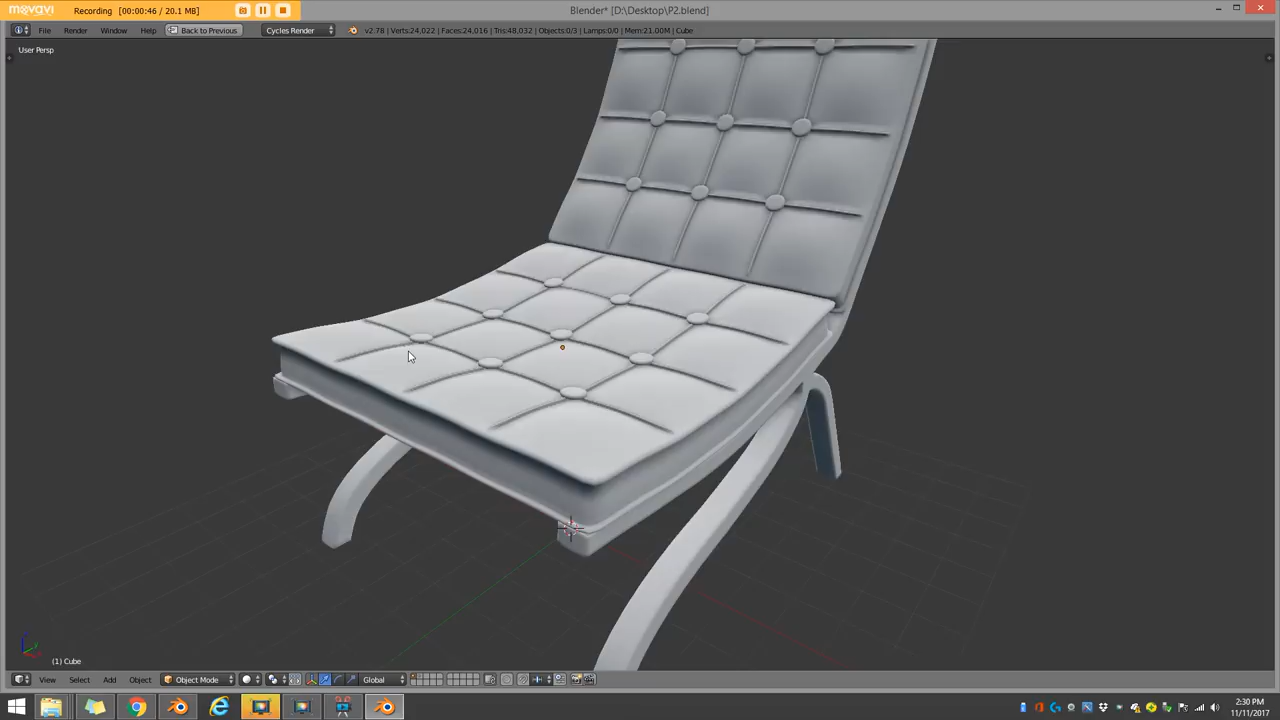 movavi Recording [00:00:46 / 20.1 MB] Blender* [D:\Desktop\P2.blend]
File Render Window Help Back to Previous Cycles Render v2.78 | Verts:24,022 | Faces:24,016 | Tris:48,032 | Objects:0/3 | Lamps:0/0 | Mem:21.00M | Cube
User Persp
(1) Cube
View Select Add Object Object Mode Global
2:30 PM
11/11/2017